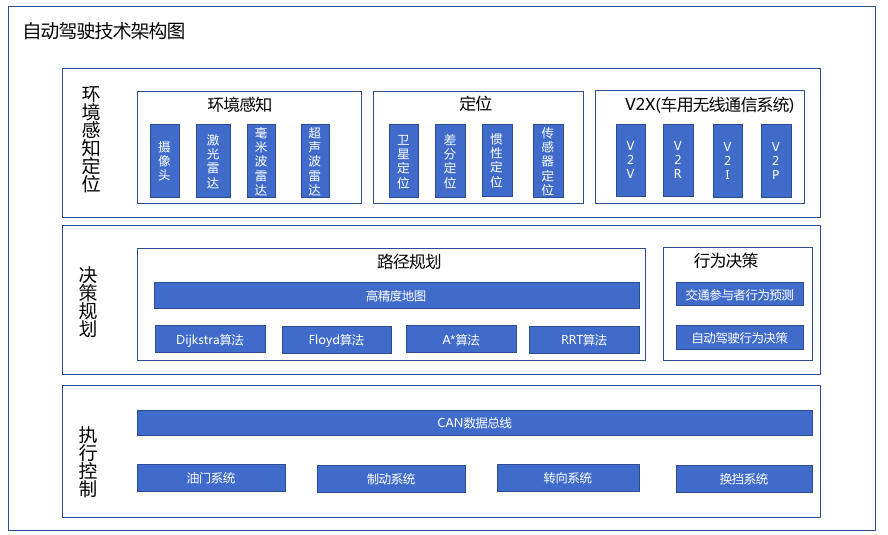 自动驾驶技术架构图
环境感知定位
环境感知
摄像头
激光雷达
毫米波雷达
超声波雷达
定位
卫星定位
差分定位
惯性定位
传感器定位
V2X(车用无线通信系统)
V2V
V2R
V2I
V2P
决策规划
路径规划
高精度地图
Dijkstra算法
Floyd算法
A*算法
RRT算法
行为决策
交通参与者行为预测
自动驾驶行为决策
执行控制
CAN数据总线
油门系统
制动系统
转向系统
换挡系统